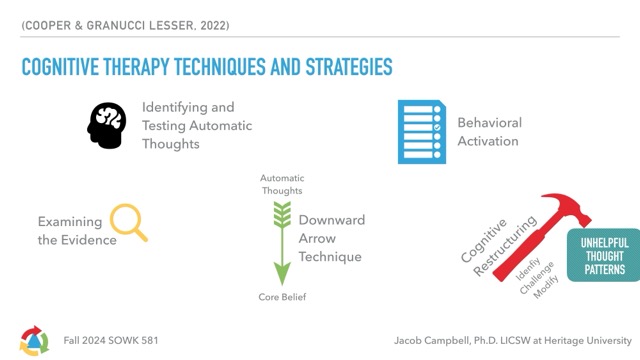 (COOPER & GRANUCCI LESSER, 2022)
COGNITIVE THERAPY TECHNIQUES AND STRATEGIES
Identifying and
Testing Automatic
Thoughts
Behavioral
Activation
Examining
the Evidence
Automatic
Thoughts
Downward
Arrow
Technique
Core Belief
Cognitive
Restructuring
Idenfiy
Challenge
Modify
UNHELPFUL
THOUGHT
PATTERNS
Fall 2024 SOWK 581
Jacob Campbell, Ph.D. LICSW at Heritage University